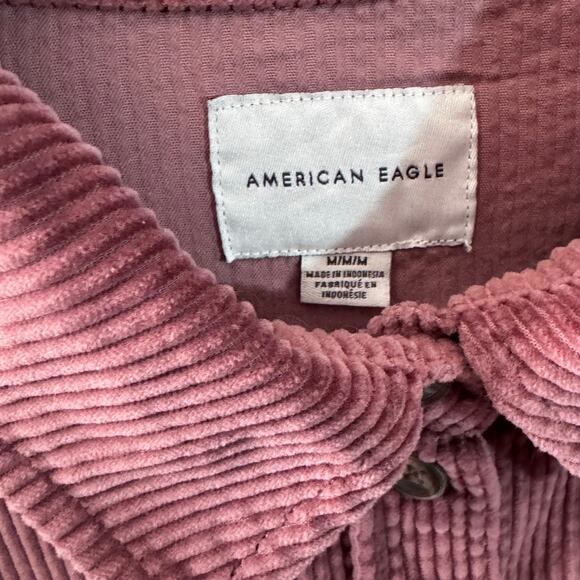 AMERICAN EAGLE
M/M/M
MADE IN INDONESIA
FABRIQUÉ EN
INDONÉSIE